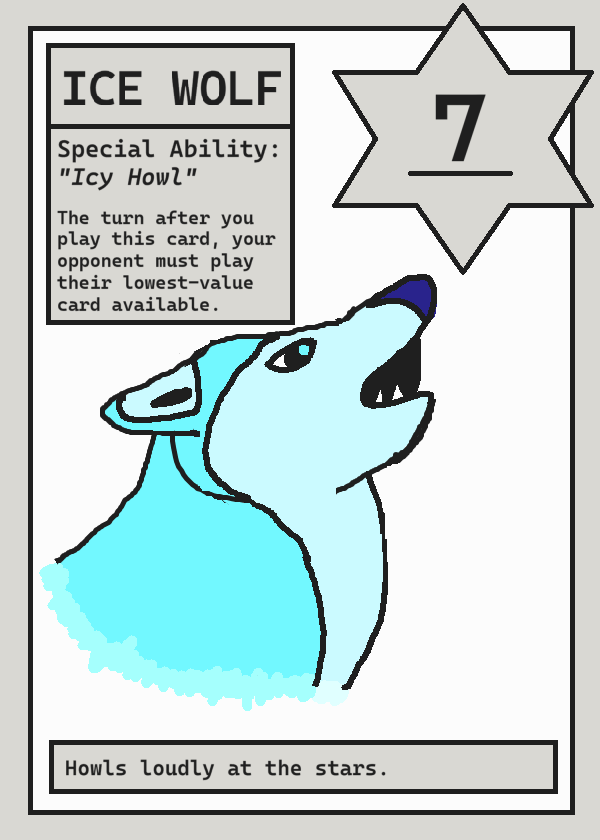 ICE WOLF
7
Special Ability:
"Icy Howl"
The turn after you
play this card, your
opponent must play
their lowest-value
card available.
Howls loudly at the stars.